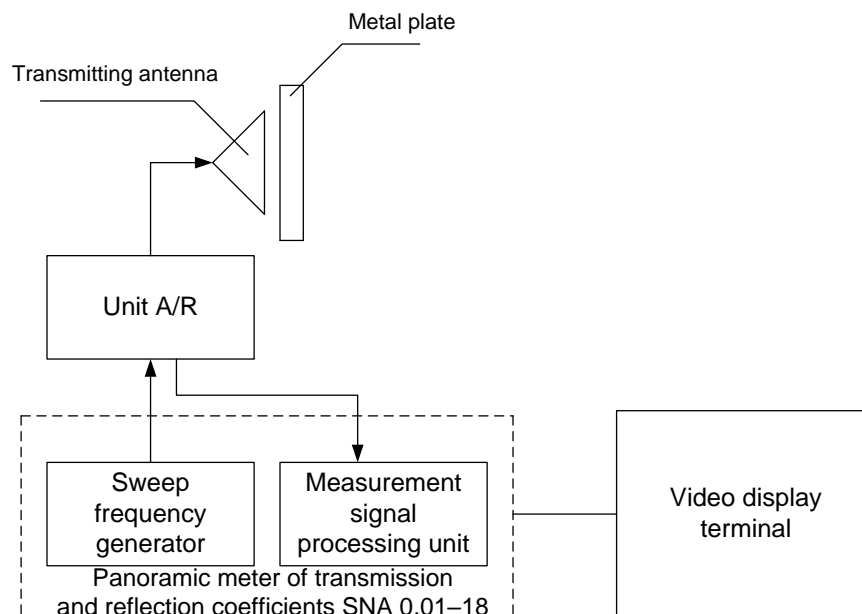 Metal plate
Transmitting antenna
Unit A/R
Sweep
frequency
generator
Measurement
signal
processing unit
Video display
terminal
Panoramic meter of transmission
and reflection coefficients SNA 0.01–18